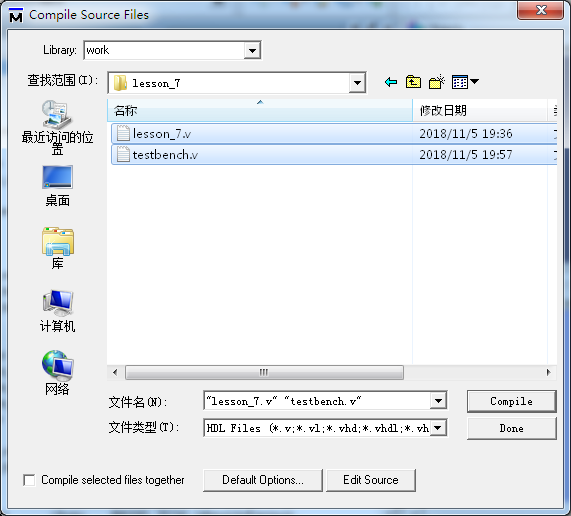 Compile Source Files
Library: work
查找范围(I): lesson_7
名称 修改日期
lesson_7.v 2018/11/5 19:36
testbench.v 2018/11/5 19:57
最近访问的位置
桌面
库
计算机
网络
文件名(N): "lesson_7.v" "testbench.v" Compile
文件类型(T): HDL Files (*.v;*.vl;*.vhd;*.vhdl;*.vh Done
Compile selected files together Default Options... Edit Source